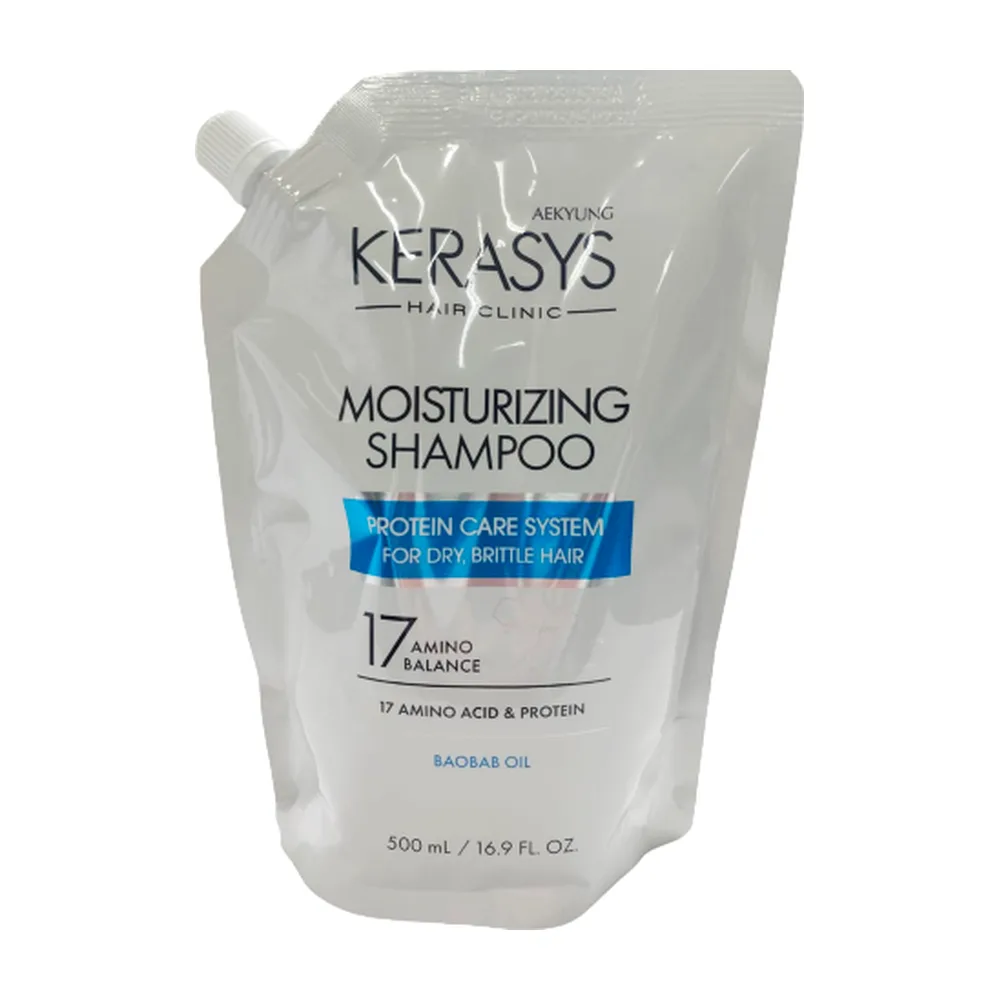 AEKYUNG
KERASYS
HAIR CLINIC
MOISTURIZING
SHAMPOO
PROTEIN CARE SYSTEM
FOR DRY, BRITTLE HAIR
17 AMINO
BALANCE
17 AMINO ACID & PROTEIN
BAOBAB OIL
500 mL / 16.9 FL. OZ.